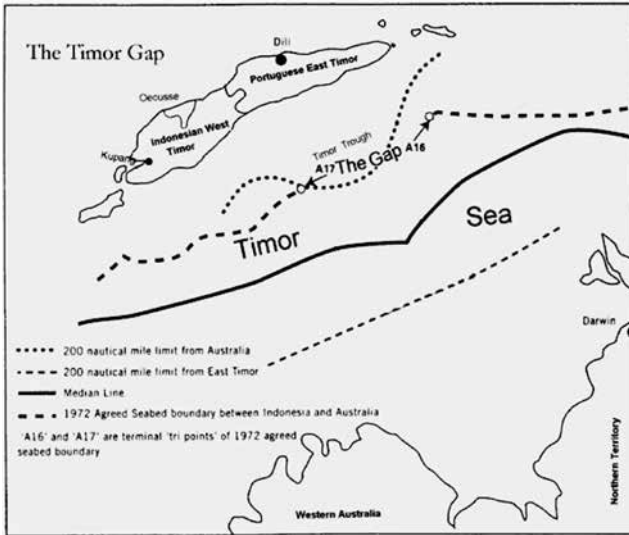 The Timor Gap
Dili
Portuguese East Timor
Oecusse
Indonesian West
Timor
Kupang
Timor Trough
A17 The Gap A16
Timor
Sea
Darwin
200 nautical mile limit from Australia
200 nautical mile limit from East Timor
Median Line
1972 Agreed Seabed boundary between Indonesia and Australia
'A16' and 'A17' are terminal 'tri points' of 1972 agreed
seabed boundary
Northern Territory
Western Australia